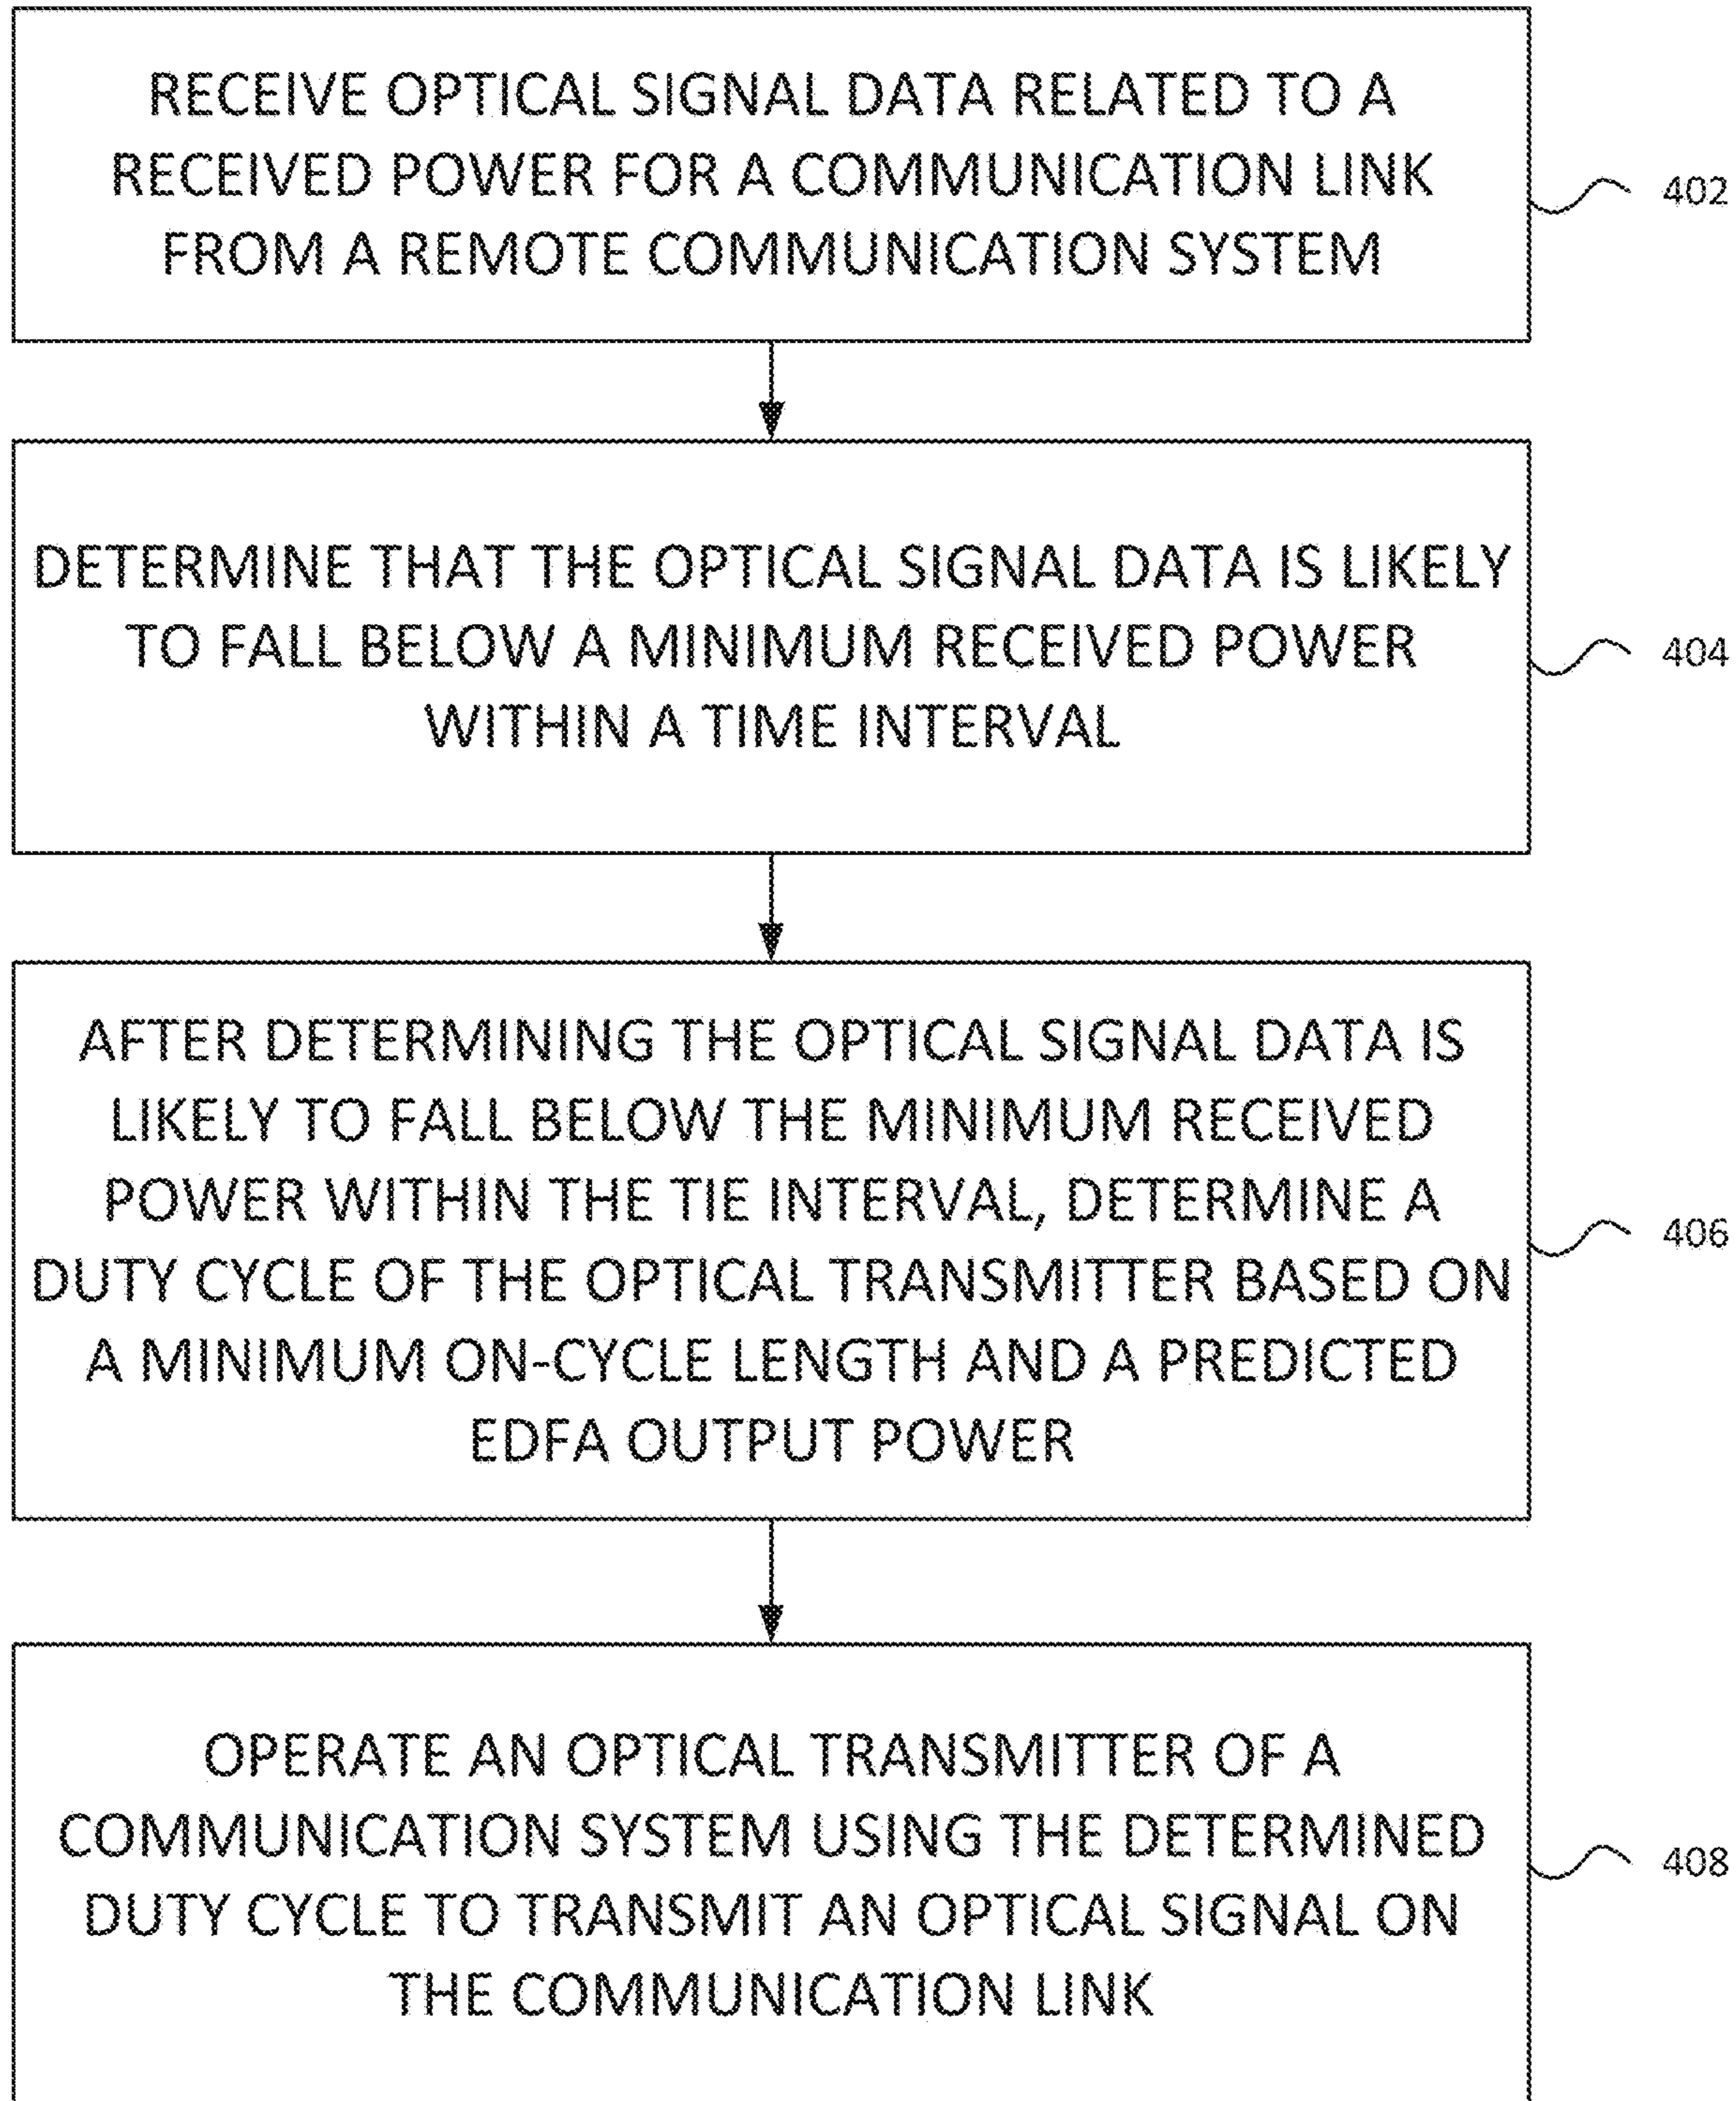 RECEIVE OPTICAL SIGNAL DATA RELATED TO A
RECEIVED POWER FOR A COMMUNICATION LINK
FROM A REMOTE COMMUNICATION SYSTEM
402
DETERMINE THAT THE OPTICAL SIGNAL DATA IS LIKELY
TO FALL BELOW A MINIMUM RECEIVED POWER
WITHIN A TIME INTERVAL
404
AFTER DETERMINING THE OPTICAL SIGNAL DATA IS
LIKELY TO FALL BELOW THE MINIMUM RECEIVED
POWER WITHIN THE TIE INTERVAL, DETERMINE A
DUTY CYCLE OF THE OPTICAL TRANSMITTER BASED ON
A MINIMUM ON-CYCLE LENGTH AND A PREDICTED
EDFA OUTPUT POWER
406
OPERATE AN OPTICAL TRANSMITTER OF A
COMMUNICATION SYSTEM USING THE DETERMINED
DUTY CYCLE TO TRANSMIT AN OPTICAL SIGNAL ON
THE COMMUNICATION LINK
408